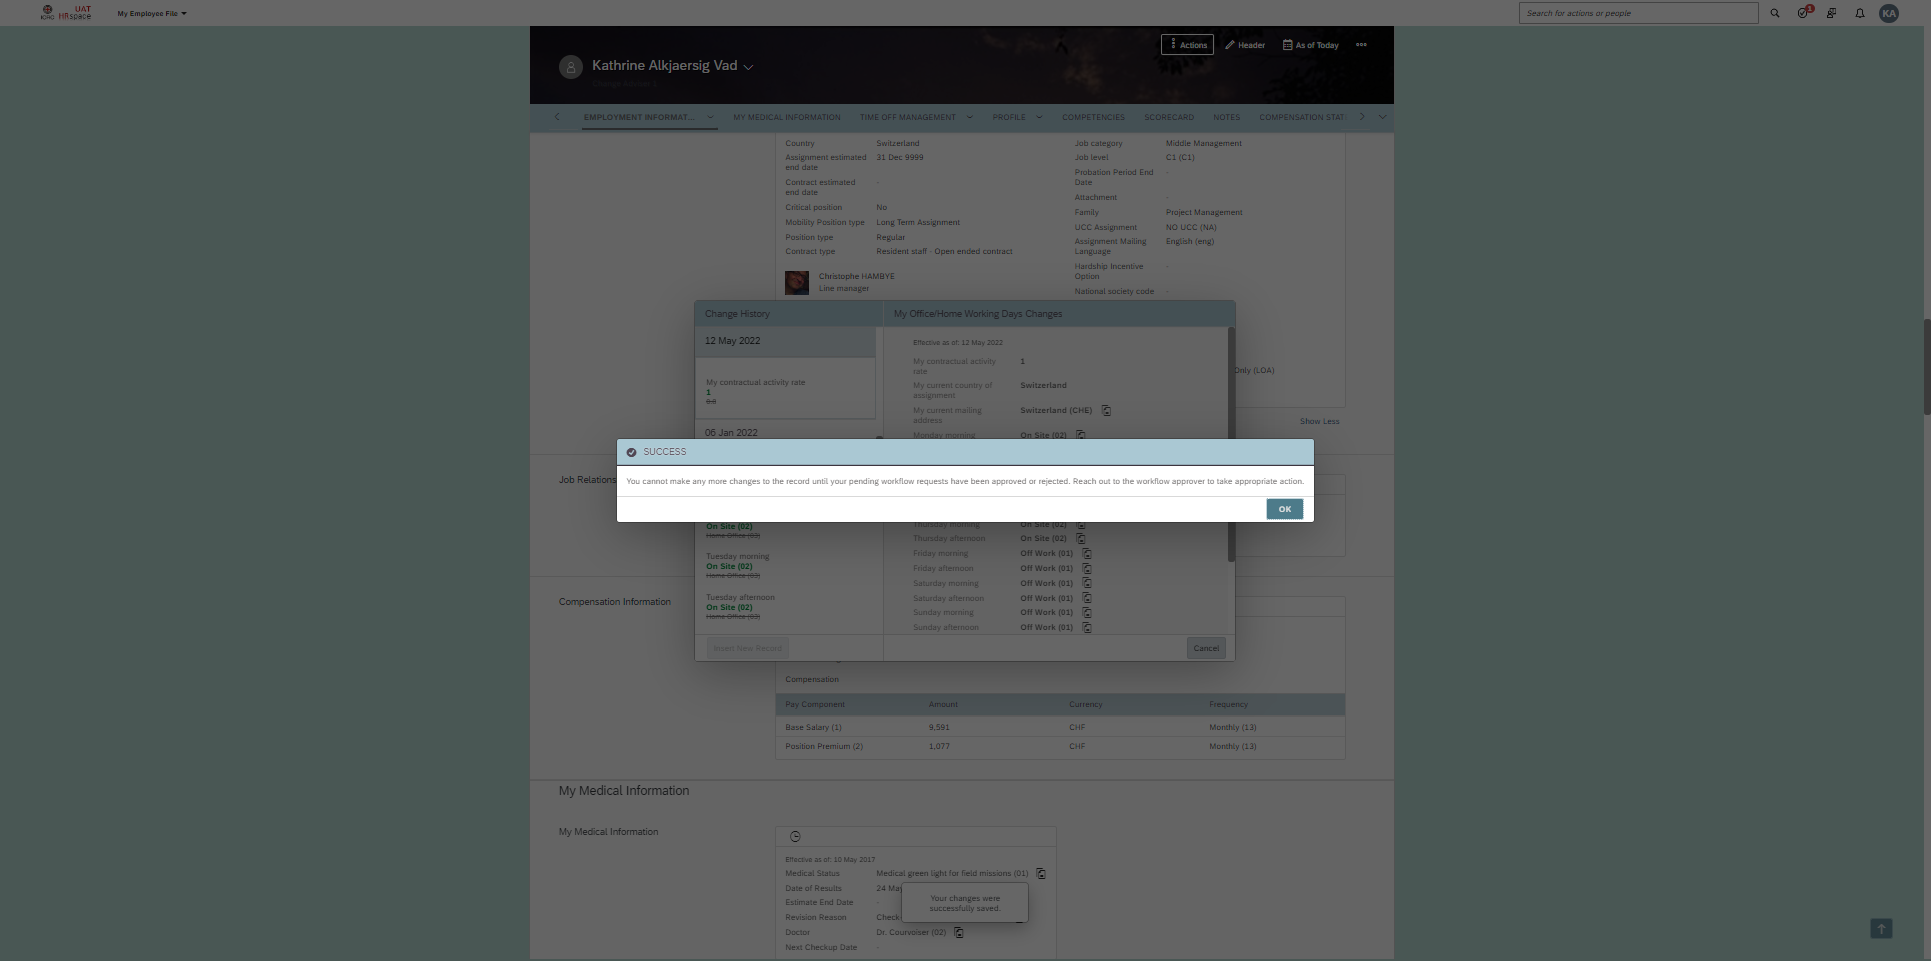 UAT
ICRC HRspace
My Employee File
Search for actions or people
1
KA
Actions
Header
As of Today
Kathrine Alkjaersig Vad
EMPLOYMENT INFORMAT...
MY MEDICAL INFORMATION
TIME OFF MANAGEMENT
PROFILE
COMPETENCIES
SCORECARD
NOTES
COMPENSATION STAT
Country Switzerland
Assignment estimated end date 31 Dec 9999
Contract estimated end date -
Critical position No
Mobility Position type Long Term Assignment
Position type Regular
Contract type Resident staff - Open ended contract
Christophe HAMBYE
Line manager
Job category Middle Management
Job level C1 (C1)
Probation Period End Date -
Attachment -
Family Project Management
UCC Assignment NO UCC (NA)
Assignment Mailing Language English (eng)
Hardship Incentive Option -
National society code -
Only (LOA)
Show Less
Change History
12 May 2022
My contractual activity rate
1
0.8
06 Jan 2022
My Office/Home Working Days Changes
Effective as of: 12 May 2022
My contractual activity rate 1
My current country of assignment Switzerland
My current mailing address Switzerland (CHE)
Monday morning On Site (02)
SUCCESS
You cannot make any more changes to the record until your pending workflow requests have been approved or rejected. Reach out to the workflow approver to take appropriate action.
OK
Job Relations
On Site (02)
Home Office (03)
Tuesday morning
On Site (02)
Home Office (03)
Tuesday afternoon
On Site (02)
Home Office (03)
Thursday morning On Site (02)
Thursday afternoon On Site (02)
Friday morning Off Work (01)
Friday afternoon Off Work (01)
Saturday morning Off Work (01)
Saturday afternoon Off Work (01)
Sunday morning Off Work (01)
Sunday afternoon Off Work (01)
Insert New Record
Cancel
Compensation Information
Compensation
Pay Component Amount Currency Frequency
Base Salary (1) 9,591 CHF Monthly (13)
Position Premium (2) 1,077 CHF Monthly (13)
My Medical Information
My Medical Information
Effective as of: 10 May 2017
Medical Status Medical green light for field missions (01)
Date of Results 24 May
Estimate End Date -
Revision Reason Check
Doctor Dr. Courvoiser (02)
Next Checkup Date -
Your changes were
successfully saved.